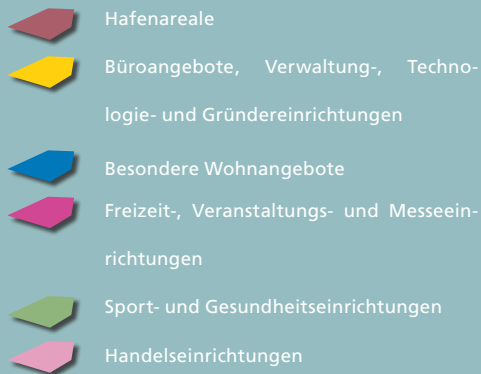 Hafenareale
Büroangebote, Verwaltung-, Techno-
logie- und Gründereinrichtungen
Besondere Wohnangebote
Freizeit-, Veranstaltungs- und Messeein-
richtungen
Sport- und Gesundheitseinrichtungen
Handelseinrichtungen